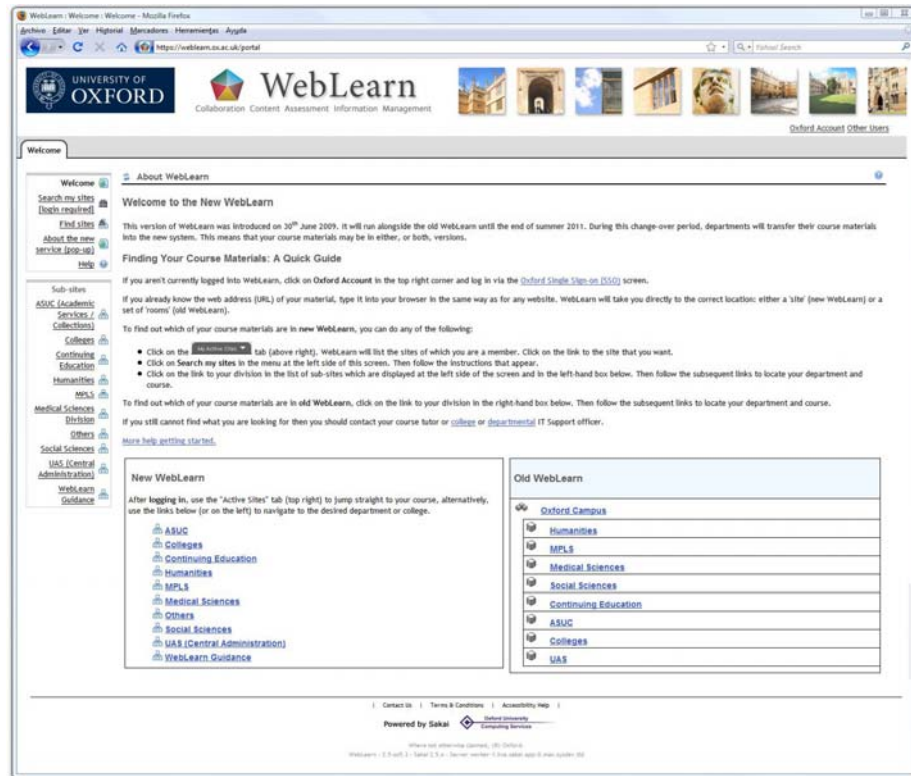 WebLearn : Welcome : Welcome - Mozilla Firefox
Archivo Editar Ver Historial Marcadores Herramientas Ayuda
https://weblearn.ox.ac.uk/portal
Yahoo! Search
UNIVERSITY OF
OXFORD
WebLearn
Collaboration Content Assessment Information Management
Oxford Account Other Users
Welcome
Welcome
Search my sites
[login required]
Find sites
About the new
service (pop-up)
Help
Sub-sites
ASUC (Academic
Services /
Collections)
Colleges
Continuing
Education
Humanities
MPLS
Medical Sciences
Division
Others
Social Sciences
UAS (Central
Administration)
WebLearn
Guidance
About WebLearn
Welcome to the New WebLearn
This version of WebLearn was introduced on 30th June 2009. It will run alongside the old WebLearn until the end of summer 2011. During this change-over period, departments will transfer their course materials
into the new system. This means that your course materials may be in either, or both, versions.
Finding Your Course Materials: A Quick Guide
If you aren't currently logged into WebLearn, click on Oxford Account in the top right corner and log in via the Oxford Single Sign-on (SSO) screen.
If you already know the web address (URL) of your material, type it into your browser in the same way as for any website. WebLearn will take you directly to the correct location: either a 'site' (new WebLearn) or a
set of 'rooms' (old WebLearn).
To find out which of your course materials are in new WebLearn, you can do any of the following:
• Click on the My Active Sites tab (above right). WebLearn will list the sites of which you are a member. Click on the link to the site that you want.
• Click on Search my sites in the menu at the left side of this screen. Then follow the instructions that appear.
• Click on the link to your division in the list of sub-sites which are displayed at the left side of the screen and in the left-hand box below. Then follow the subsequent links to locate your department and
course.
To find out which of your course materials are in old WebLearn, click on the link to your division in the right-hand box below. Then follow the subsequent links to locate your department and course.
If you still cannot find what you are looking for then you should contact your course tutor or college or departmental IT Support officer.
More help getting started.
New WebLearn
After logging in, use the "Active Sites" tab (top right) to jump straight to your course, alternatively,
use the links below (or on the left) to navigate to the desired department or college.
ASUC
Colleges
Continuing Education
Humanities
MPLS
Medical Sciences
Others
Social Sciences
UAS (Central Administration)
WebLearn Guidance
Old WebLearn
Oxford Campus
Humanities
MPLS
Medical Sciences
Social Sciences
Continuing Education
ASUC
Colleges
UAS
| Contact Us | Terms & Conditions | Accessibility Help |
Powered by Sakai
Oxford University
Computing Services